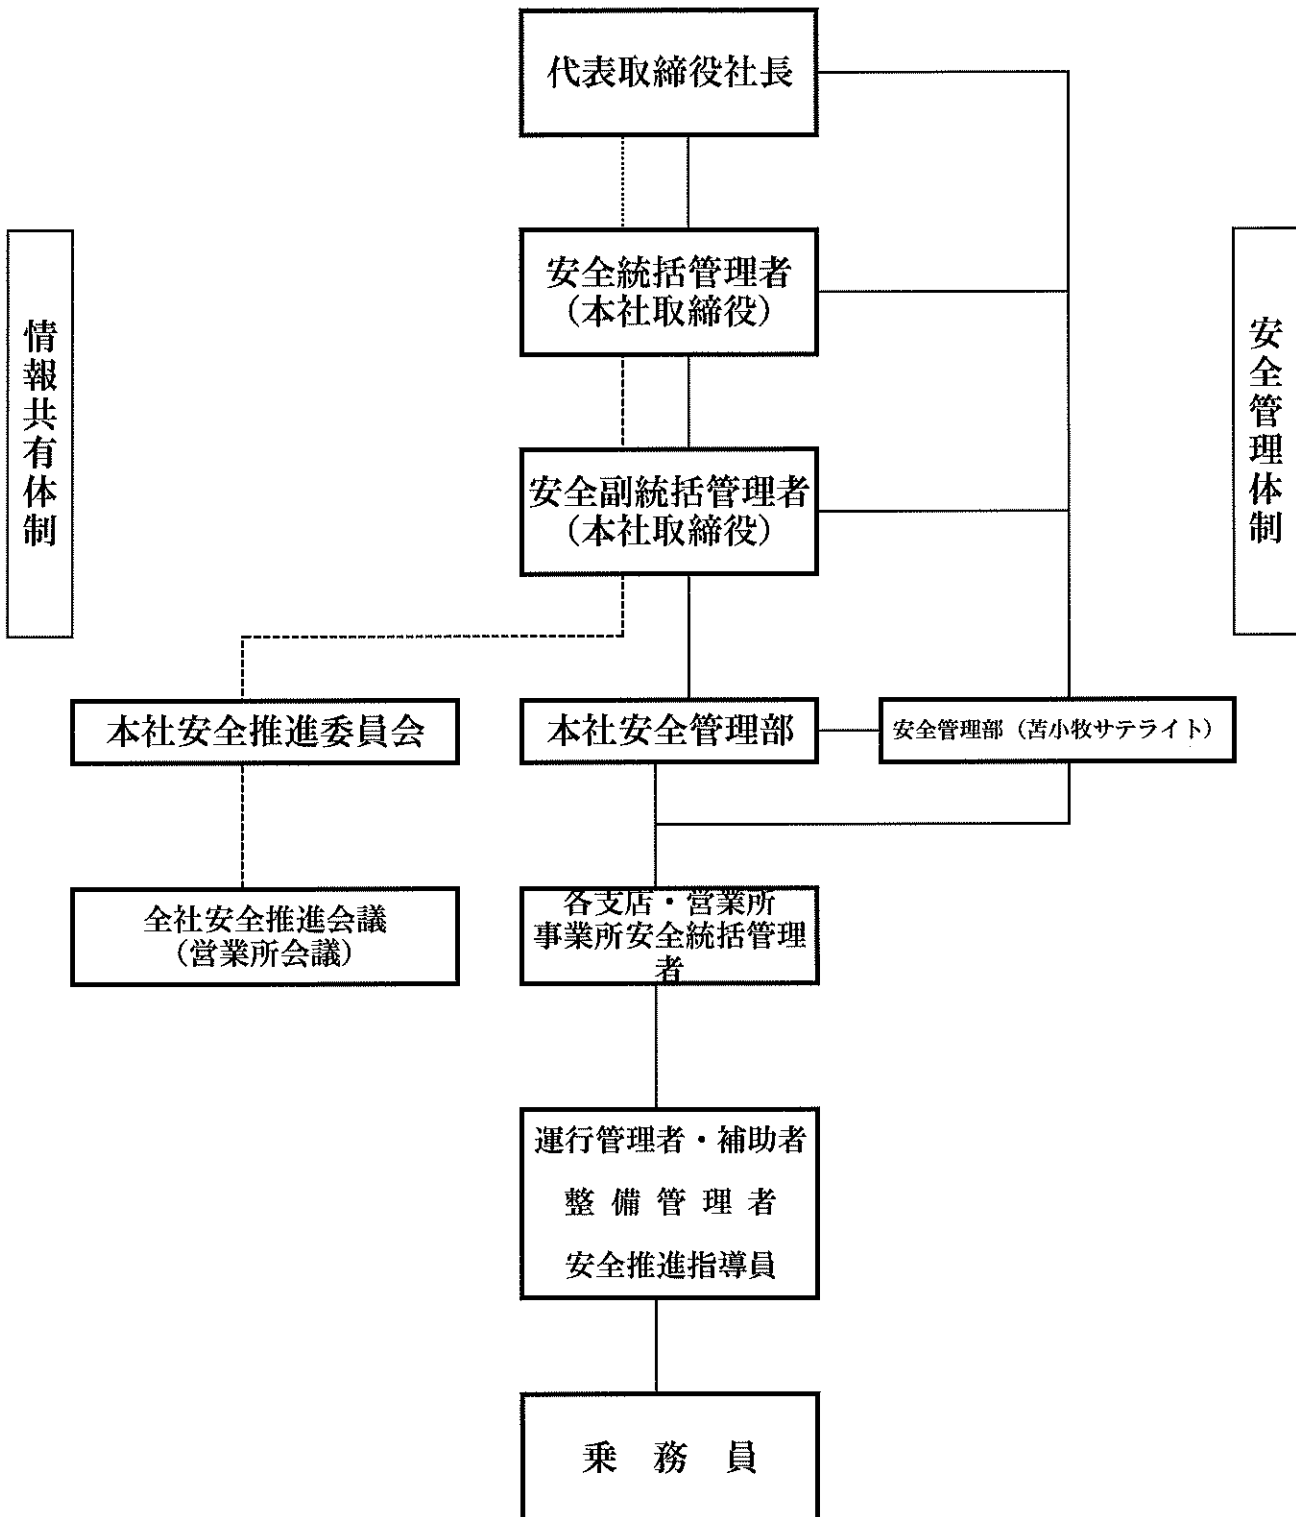 代表取締役社長
安全統括管理者
（本社取締役）
情報共有体制
安全管理体制
安全副統括管理者
（本社取締役）
本社安全推進委員会
本社安全管理部
安全管理部（苫小牧サテライト）
全社安全推進会議
（営業所会議）
各支店・営業所
事業所安全統括管理
者
運行管理者・補助者
整備管理者
安全推進指導員
乗務員